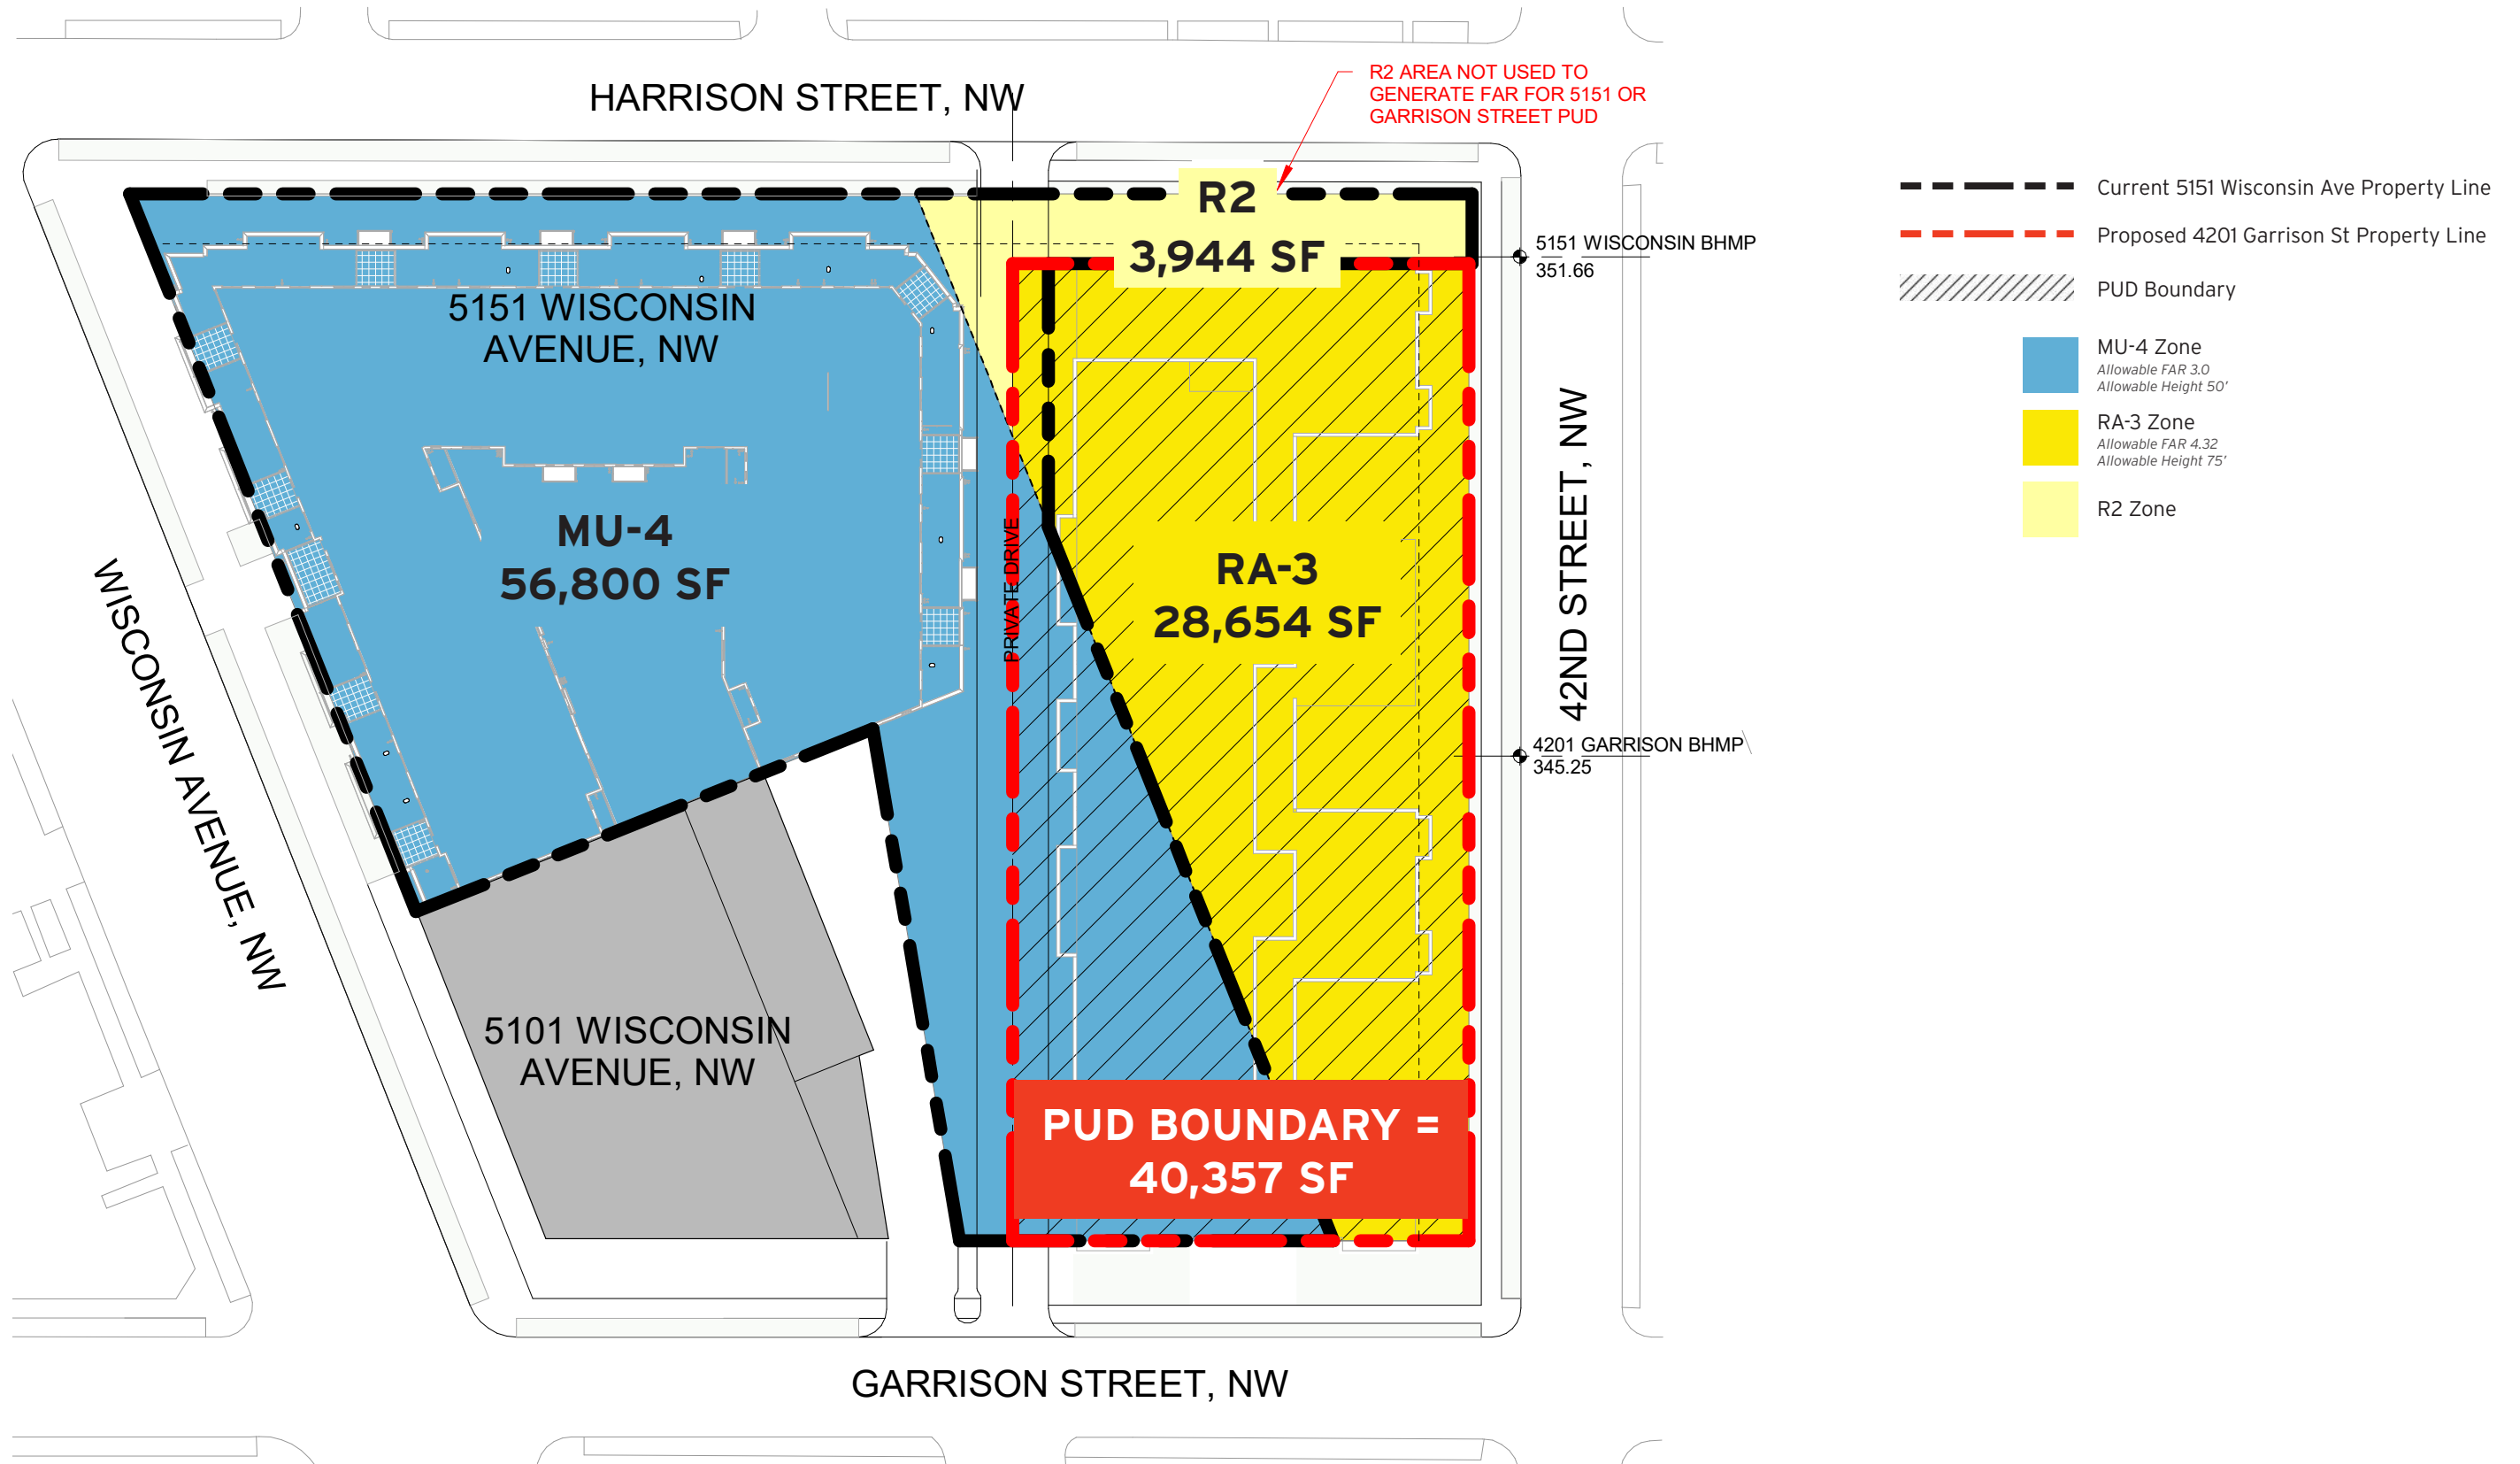 HARRISON STREET, NW
R2 AREA NOT USED TO
GENERATE FAR FOR 5151 OR
GARRISON STREET PUD
R2
3,944 SF
5151 WISCONSIN
AVENUE, NW
MU-4
56,800 SF
PRIVATE DRIVE
RA-3
28,654 SF
5151 WISCONSIN BHMP
351.66
42ND STREET, NW
4201 GARRISON BHMP
345.25
WISCONSIN AVENUE, NW
5101 WISCONSIN
AVENUE, NW
PUD BOUNDARY =
40,357 SF
GARRISON STREET, NW
Current 5151 Wisconsin Ave Property Line
Proposed 4201 Garrison St Property Line
PUD Boundary
MU-4 Zone
Allowable FAR 3.0
Allowable Height 50'
RA-3 Zone
Allowable FAR 4.32
Allowable Height 75'
R2 Zone